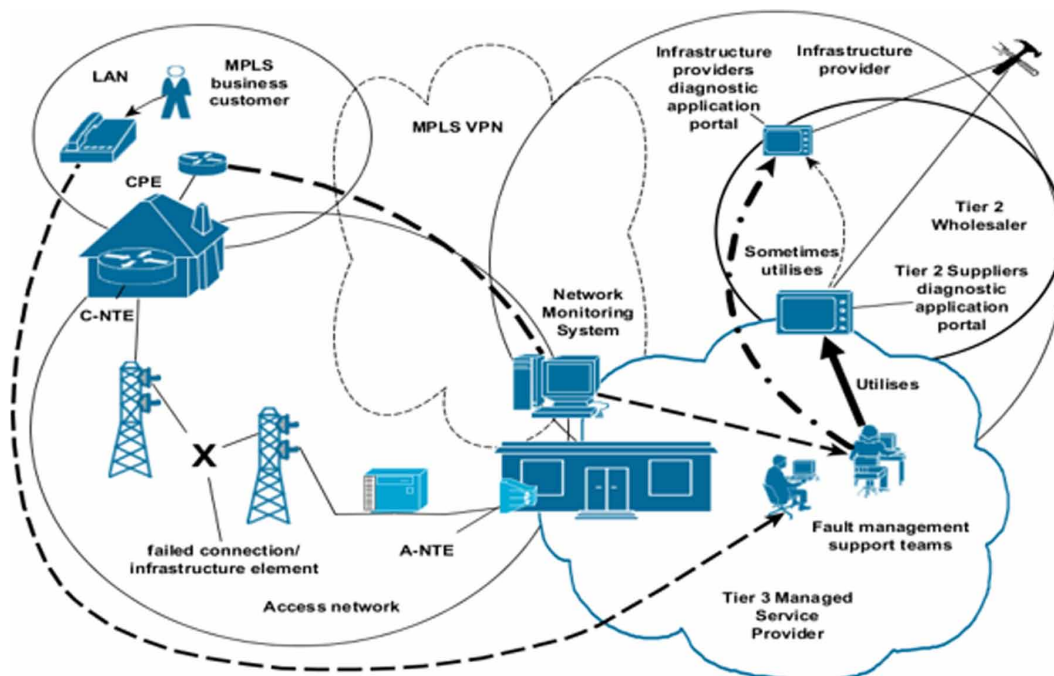 LAN
MPLS
business
customer
CPE
C-NTE
MPLS VPN
Infrastructure
providers
diagnostic
application
portal
Infrastructure
provider
Tier 2
Wholesaler
Sometimes
utilises
Tier 2 Suppliers
diagnostic
application
portal
Network
Monitoring
System
Utilises
X
failed connection/
infrastructure element
A-NTE
Access network
Fault management
support teams
Tier 3 Managed
Service
Provider